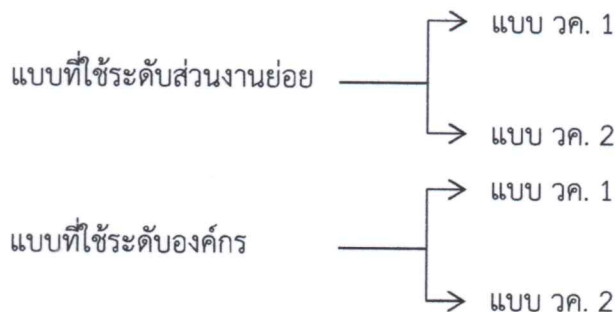 แบบ วค. 1
แบบที่ใช้ระดับส่วนงานย่อย
แบบ วค. 2
แบบ วค. 1
แบบที่ใช้ระดับองค์กร
แบบ วค. 2